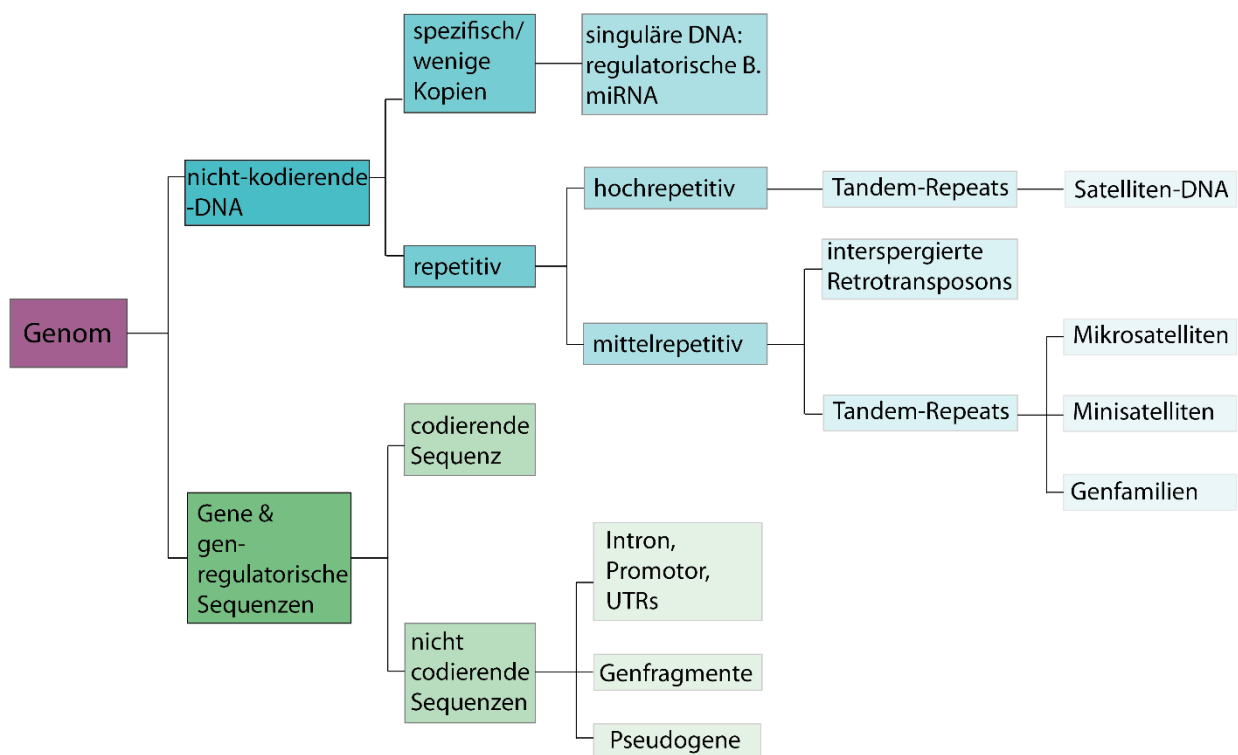 Genom
nicht-kodierende
-DNA
spezifisch/
wenige
Kopien
singuläre DNA:
regulatorische B.
miRNA
repetitiv
hochrepetitiv
Tandem-Repeats
Satelliten-DNA
mittelrepetitiv
interspergierte
Retrotransposons
Tandem-Repeats
Mikrosatelliten
Minisatelliten
Genfamilien
Gene &
gen-
regulatorische
Sequenzen
codierende
Sequenz
nicht
codierende
Sequenzen
Intron,
Promotor,
UTRs
Genfragmente
Pseudogene